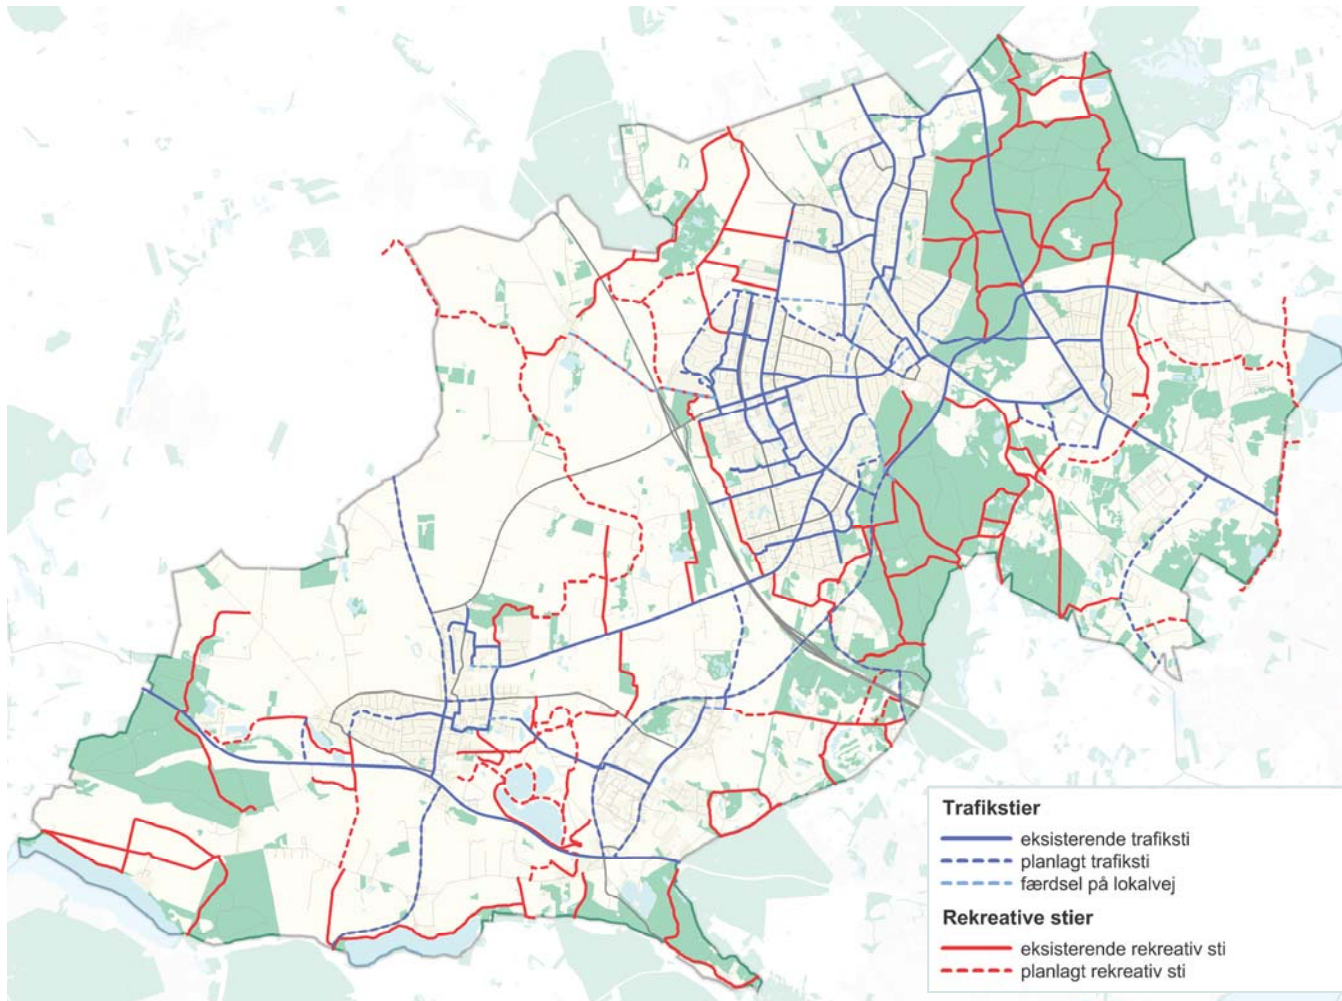 Trafikstier
eksisterende trafiksti
planlagt trafiksti
færdsel på lokalvej
Rekreative stier
eksisterende rekreativ sti
planlagt rekreativ sti